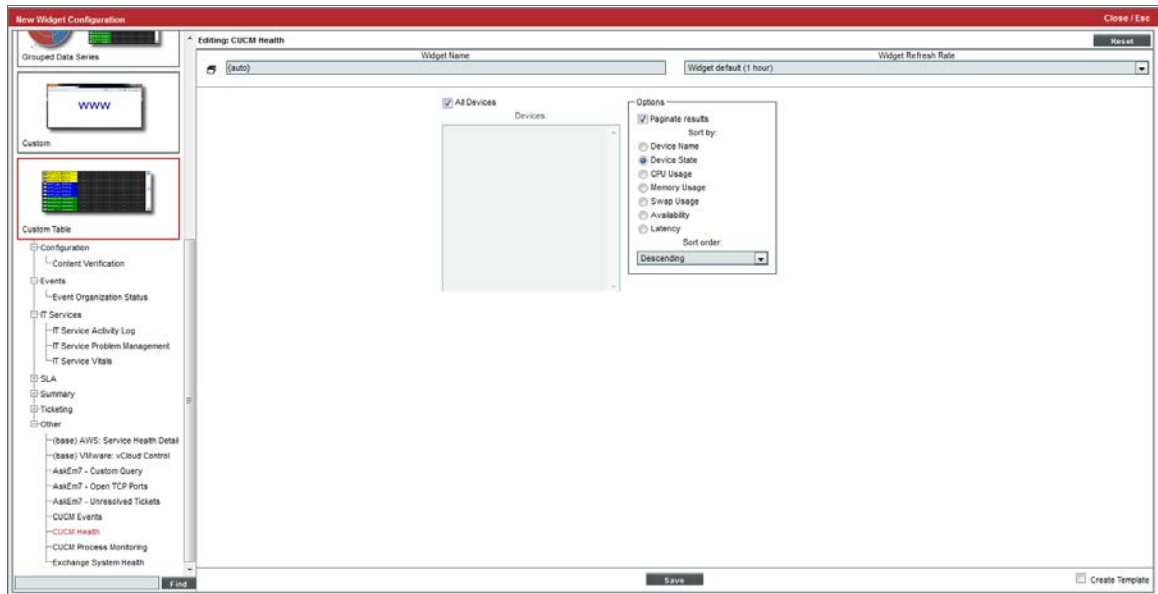 New Widget Configuration
Close / Esc
Grouped Data Series
WWW
Custom
Custom Table
Configuration
Content Verification
Events
Event Organization Status
IT Services
IT Service Activity Log
IT Service Problem Management
IT Service Vitals
SLA
Summary
Ticketing
Other
(base) AWS: Service Health Detail
(base) VMware: vCloud Control
AskEm7 - Custom Query
AskEm7 - Open TCP Ports
AskEm7 - Unresolved Tickets
CUCM Events
CUCM Health
CUCM Process Monitoring
Exchange System Health
Find
Editing: CUCM Health
Reset
Widget Name
Widget Refresh Rate
(auto)
Widget default (1 hour)
All Devices
Devices:
Options
Paginate results
Sort by:
Device Name
Device State
CPU Usage
Memory Usage
Swap Usage
Availability
Latency
Sort order:
Descending
Save
Create Template